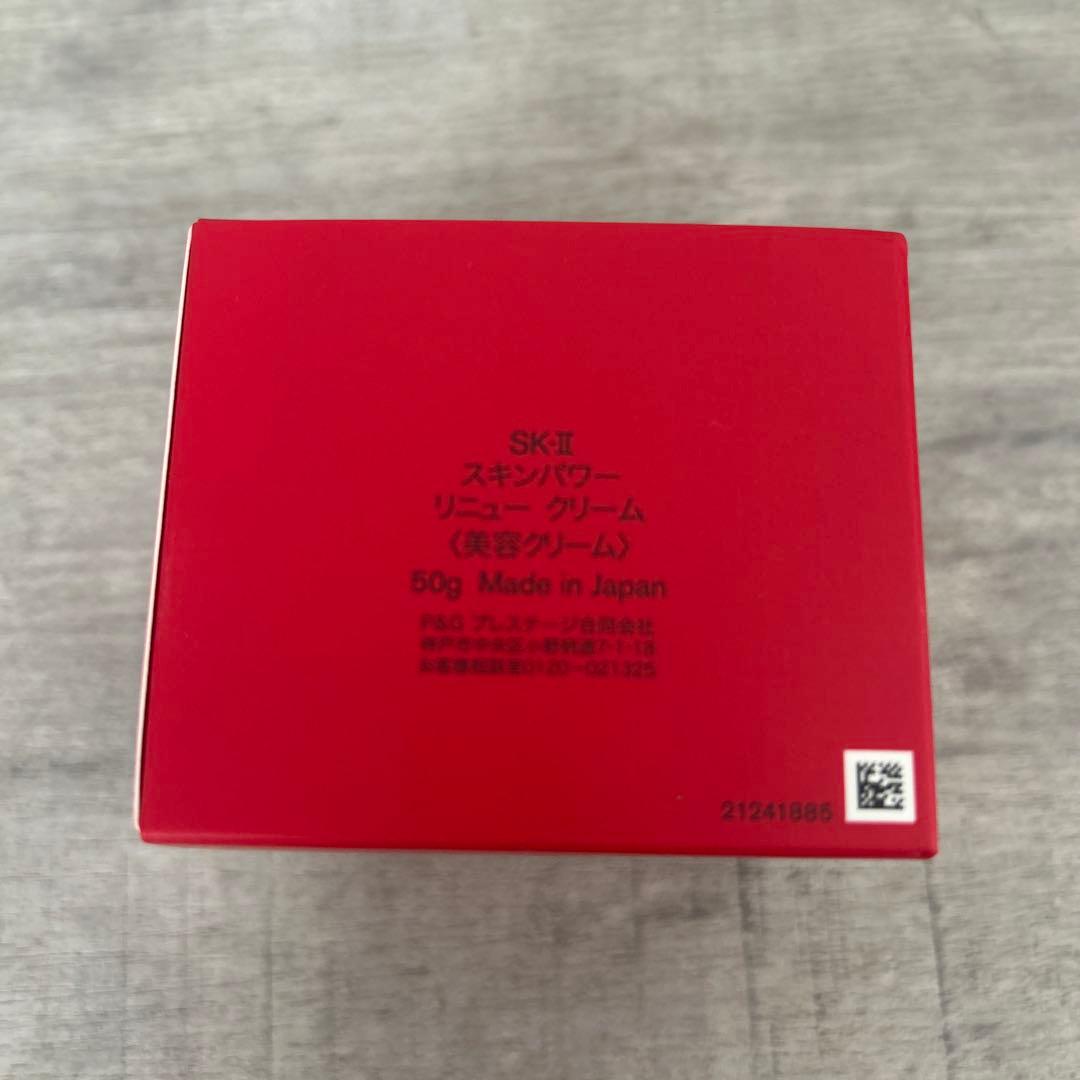 SK-II
スキンパワー
リニュー クリーム
〈美容クリーム〉
50g Made in Japan
P&G プレステージ合同会社
神戸市中央区小野柄通7-1-18
お客様相談室0120-021325
21241885